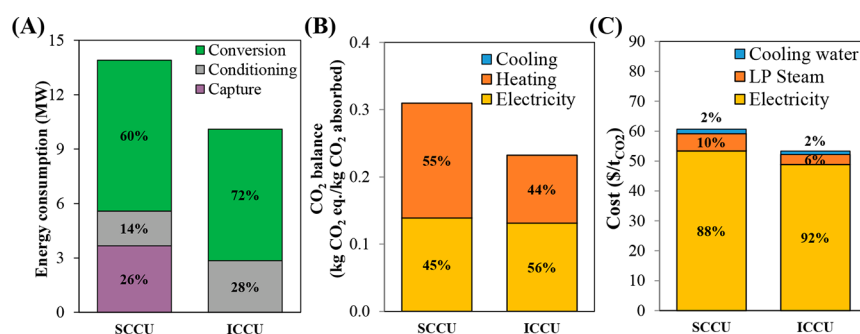 (A)
Energy consumption (MW)
15
12
9
6
3
0
Conversion
Conditioning
Capture
60%
14%
26%
72%
28%
SCCU
ICCU
(B)
CO2 balance
(kg CO2 eq./kg CO2 absorbed)
0.4
0.3
0.2
0.1
0.0
Cooling
Heating
Electricity
55%
45%
44%
56%
SCCU
ICCU
(C)
Cost ($/tCO2)
90
80
70
60
50
40
30
20
10
0
Cooling water
LP Steam
Electricity
2%
10%
88%
2%
6%
92%
SCCU
ICCU